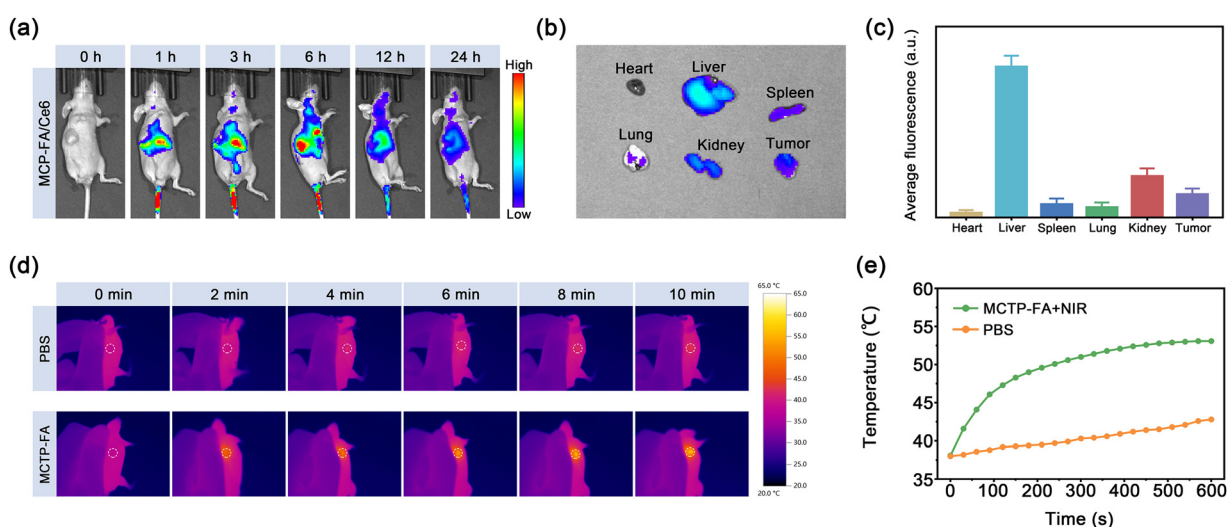 (a)
0 h 1 h 3 h 6 h 12 h 24 h
MCP-FA/Ce6
High
Low
(b)
Heart
Liver
Spleen
Lung
Kidney
Tumor
(c)
Average fluorescence (a.u.)
Heart Liver Spleen Lung Kidney Tumor
(d)
0 min 2 min 4 min 6 min 8 min 10 min
PBS
MCTP-FA
65.0 °C
65.0
60.0
55.0
50.0
45.0
40.0
35.0
30.0
25.0
20.0
20.0 °C
(e)
Temperature (℃)
60
55
50
45
40
35
MCTP-FA+NIR
PBS
0 100 200 300 400 500 600
Time (s)